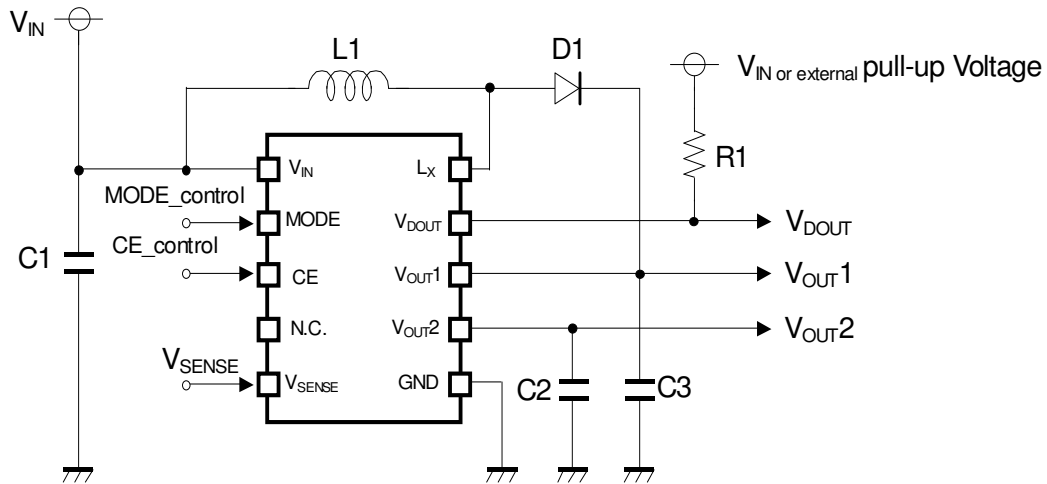 VIN
L1
D1
VIN or external pull-up Voltage
R1
VIN
LX
MODE_control
MODE
VDOUT
VDOUT
C1
CE_control
CE
VOUT1
VOUT1
N.C.
VOUT2
VOUT2
VSENSE
VSENSE
GND
C2
C3